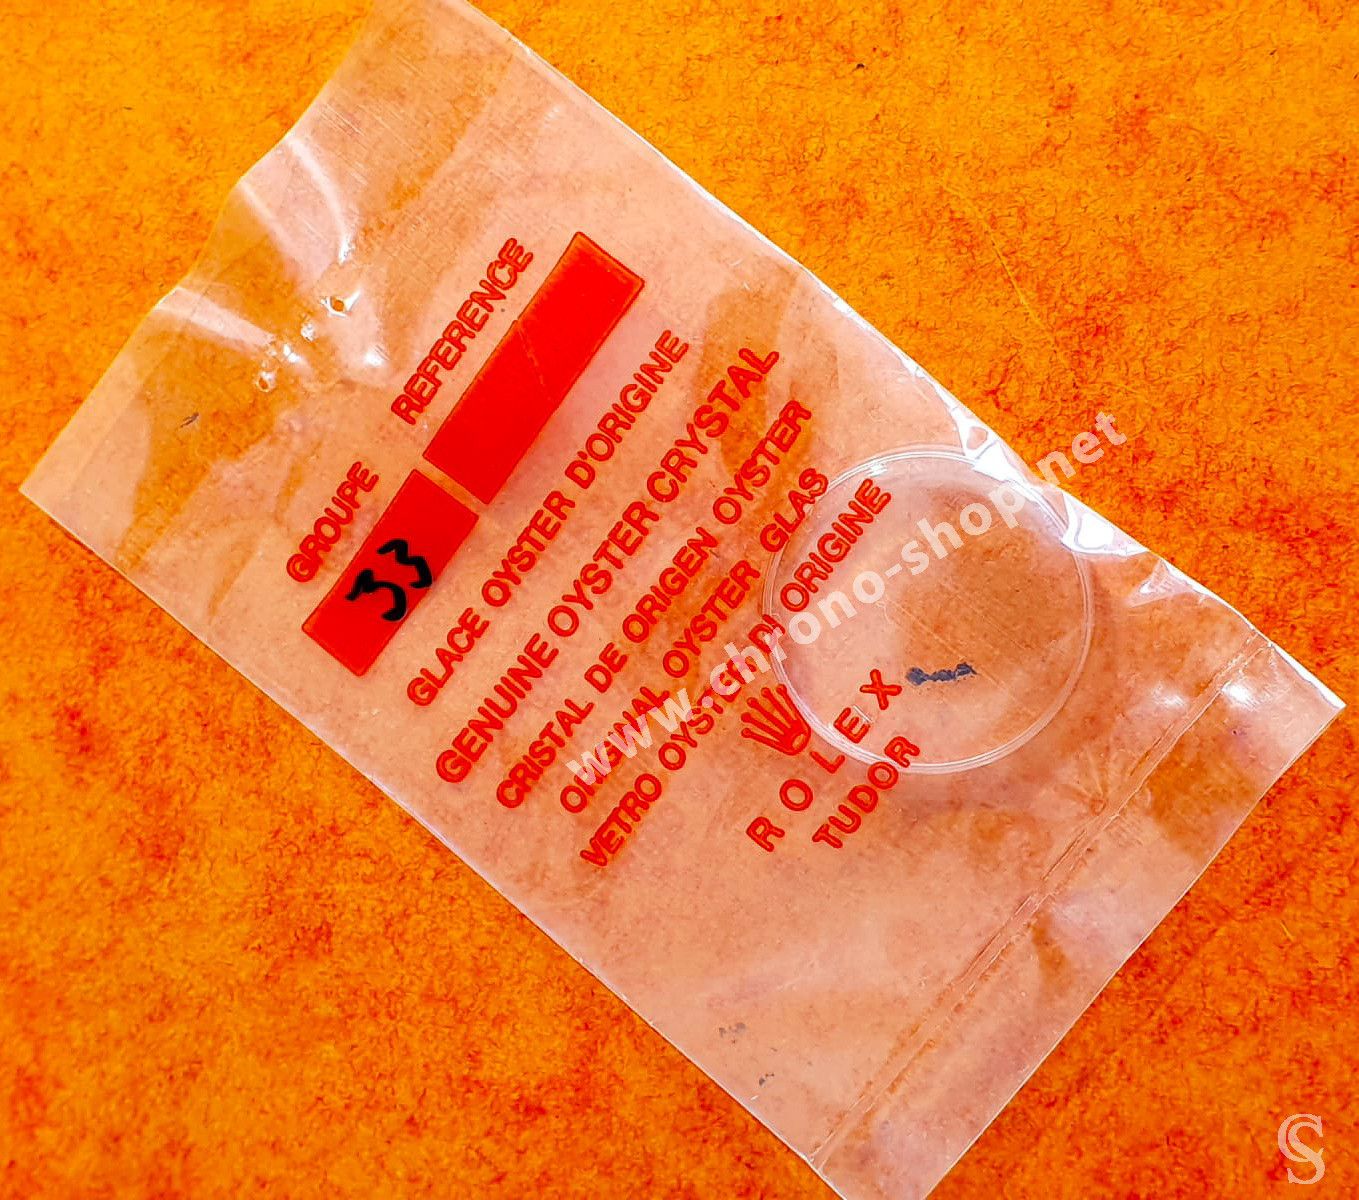 GROUPE REFERENCE
33
GLACE OYSTER D'ORIGINE
GENUINE OYSTER CRYSTAL
CRISTAL DE ORIGEN OYSTER
ORIGINAL OYSTER GLAS
VETRO OYSTER DI ORIGINE
ROLEX
TUDOR
www.chrono-shop.net